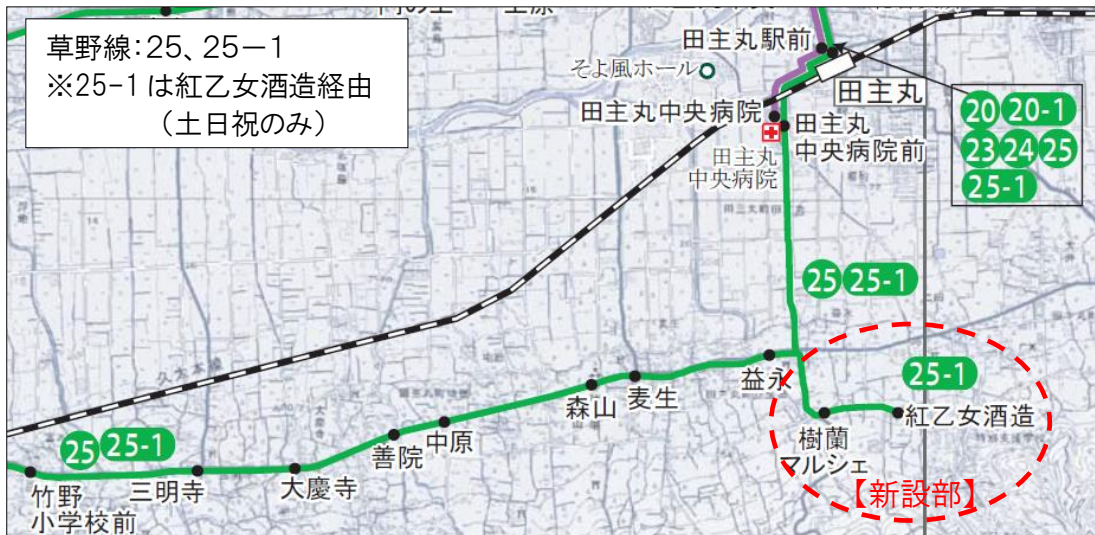 草野線：25、25－1
※25-1は紅乙女酒造経由
（土日祝のみ）
田主丸駅前
そよ風ホール
田主丸
田主丸中央病院
田主丸
中央病院前
田主丸
中央病院
20 20-1
23 24 25
25-1
25 25-1
益永
麦生
森山
中原
善院
大慶寺
三明寺
竹野
小学校前
25 25-1
久大本線
25-1
紅乙女酒造
樹蘭
マルシェ
【新設部】